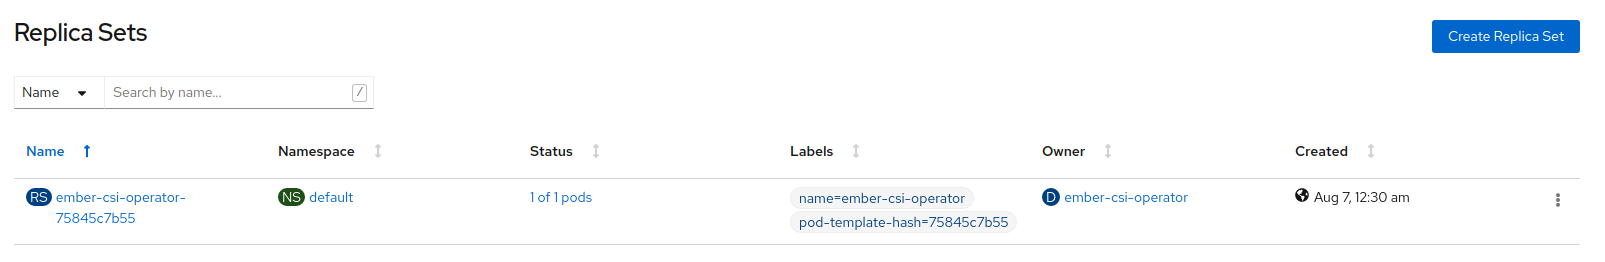 Replica Sets
Create Replica Set
Name
Search by name...
/
Name
Namespace
Status
Labels
Owner
Created
RS ember-csi-operator-
75845c7b55
NS default
1 of 1 pods
name=ember-csi-operator
pod-template-hash=75845c7b55
D ember-csi-operator
Aug 7, 12:30 am